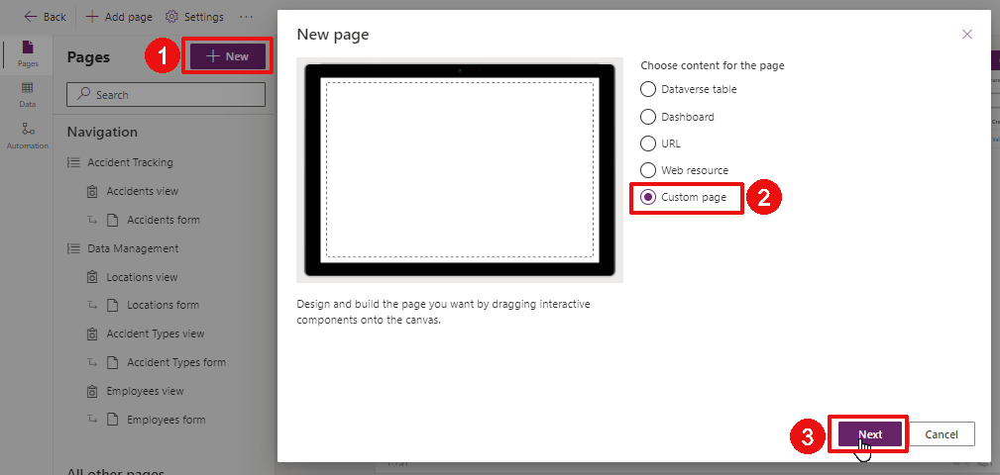 Back
Add page
Settings
...
Pages
Data
Automation
Pages
1
New
Search
Navigation
Accident Tracking
Accidents view
Accidents form
Data Management
Locations view
Locations form
Accident Types view
Accident Types form
Employees view
Employees form
All other pages
New page
Design and build the page you want by dragging interactive
components onto the canvas.
Choose content for the page
Dataverse table
Dashboard
URL
Web resource
Custom page
2
3
Next
Cancel